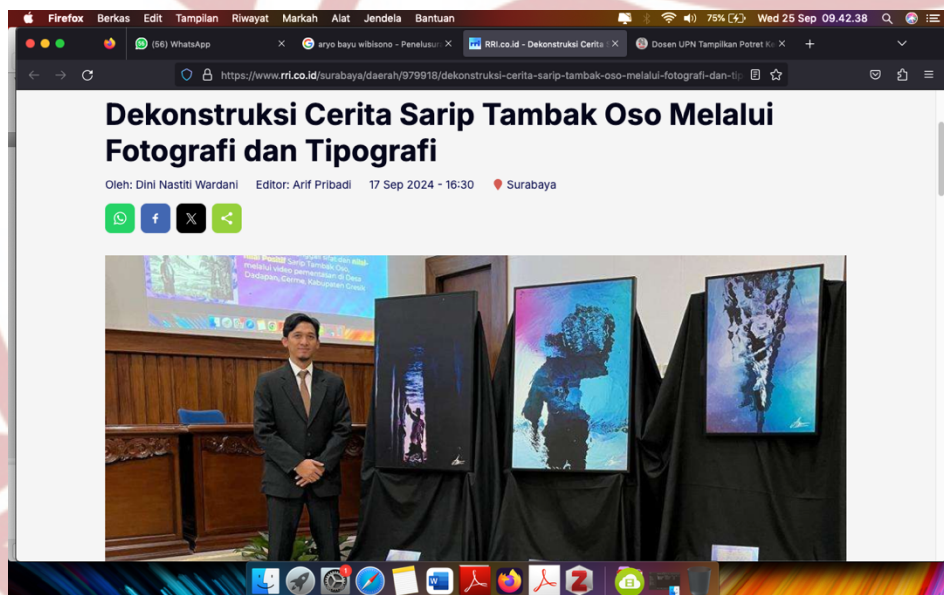 Firefox Berkas Edit Tampilan Riwayat Markah Alat Jendela Bantuan 75% Wed 25 Sep 09.42.38
(56) WhatsApp
aryo bayu wibisono - Penelusur
RRI.co.id - Dekonstruksi Cerita
Dosen UPN Tampilkan Potret Ke
https://www.rri.co.id/surabaya/daerah/979918/dekonstruksi-cerita-sarip-tambak-oso-melalui-fotografi-dan-tip
Dekonstruksi Cerita Sarip Tambak Oso Melalui
Fotografi dan Tipografi
Oleh: Dini Nastiti Wardani Editor: Arif Pribadi 17 Sep 2024 - 16:30 Surabaya
Positif Sarip Tambak Oso,
melalui video pementasan di Desa
Dadapan, Cerme, Kabupaten Gresik